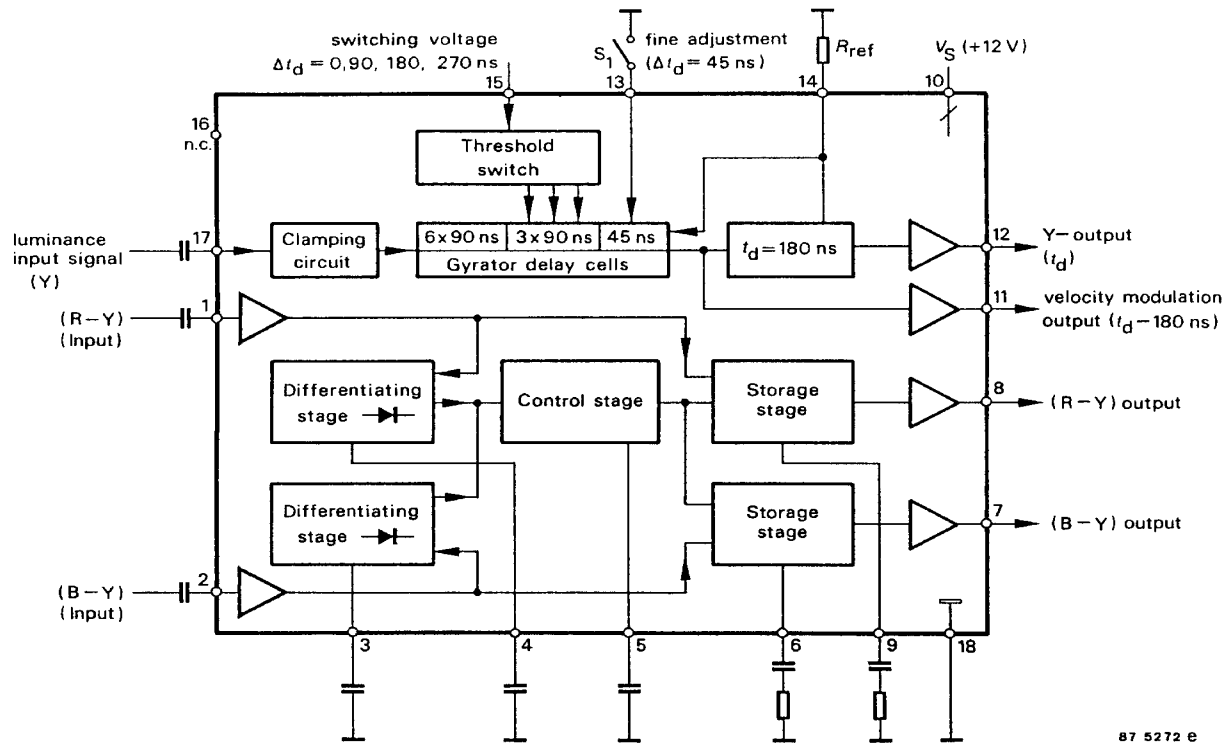 switching voltage
Δtd = 0,90, 180, 270 ns
15
S1
13
fine adjustment
(Δtd = 45 ns)
14
Rref
VS (+12 V)
10
16
n.c.
Threshold
switch
luminance
input signal
(Y)
17
Clamping
circuit
6 x 90 ns
3 x 90 ns
45 ns
Gyrator delay cells
td = 180 ns
12
Y-output
(td)
11
velocity modulation
output (td – 180 ns)
(R–Y)
(Input)
1
Differentiating
stage
Control stage
Storage
stage
8
(R–Y) output
Differentiating
stage
Storage
stage
7
(B–Y) output
(B–Y)
(Input)
2
3
4
5
6
9
18
87 5272 e